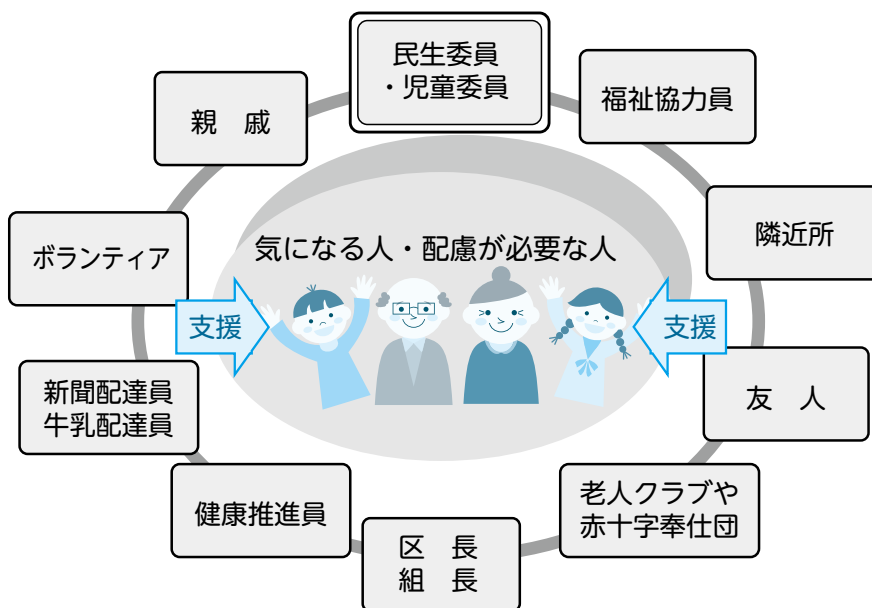 民生委員
・児童委員
福祉協力員
隣近所
友　人
老人クラブや
赤十字奉仕団
区　長
組　長
健康推進員
新聞配達員
牛乳配達員
ボランティア
親　戚
気になる人・配慮が必要な人
支援
支援